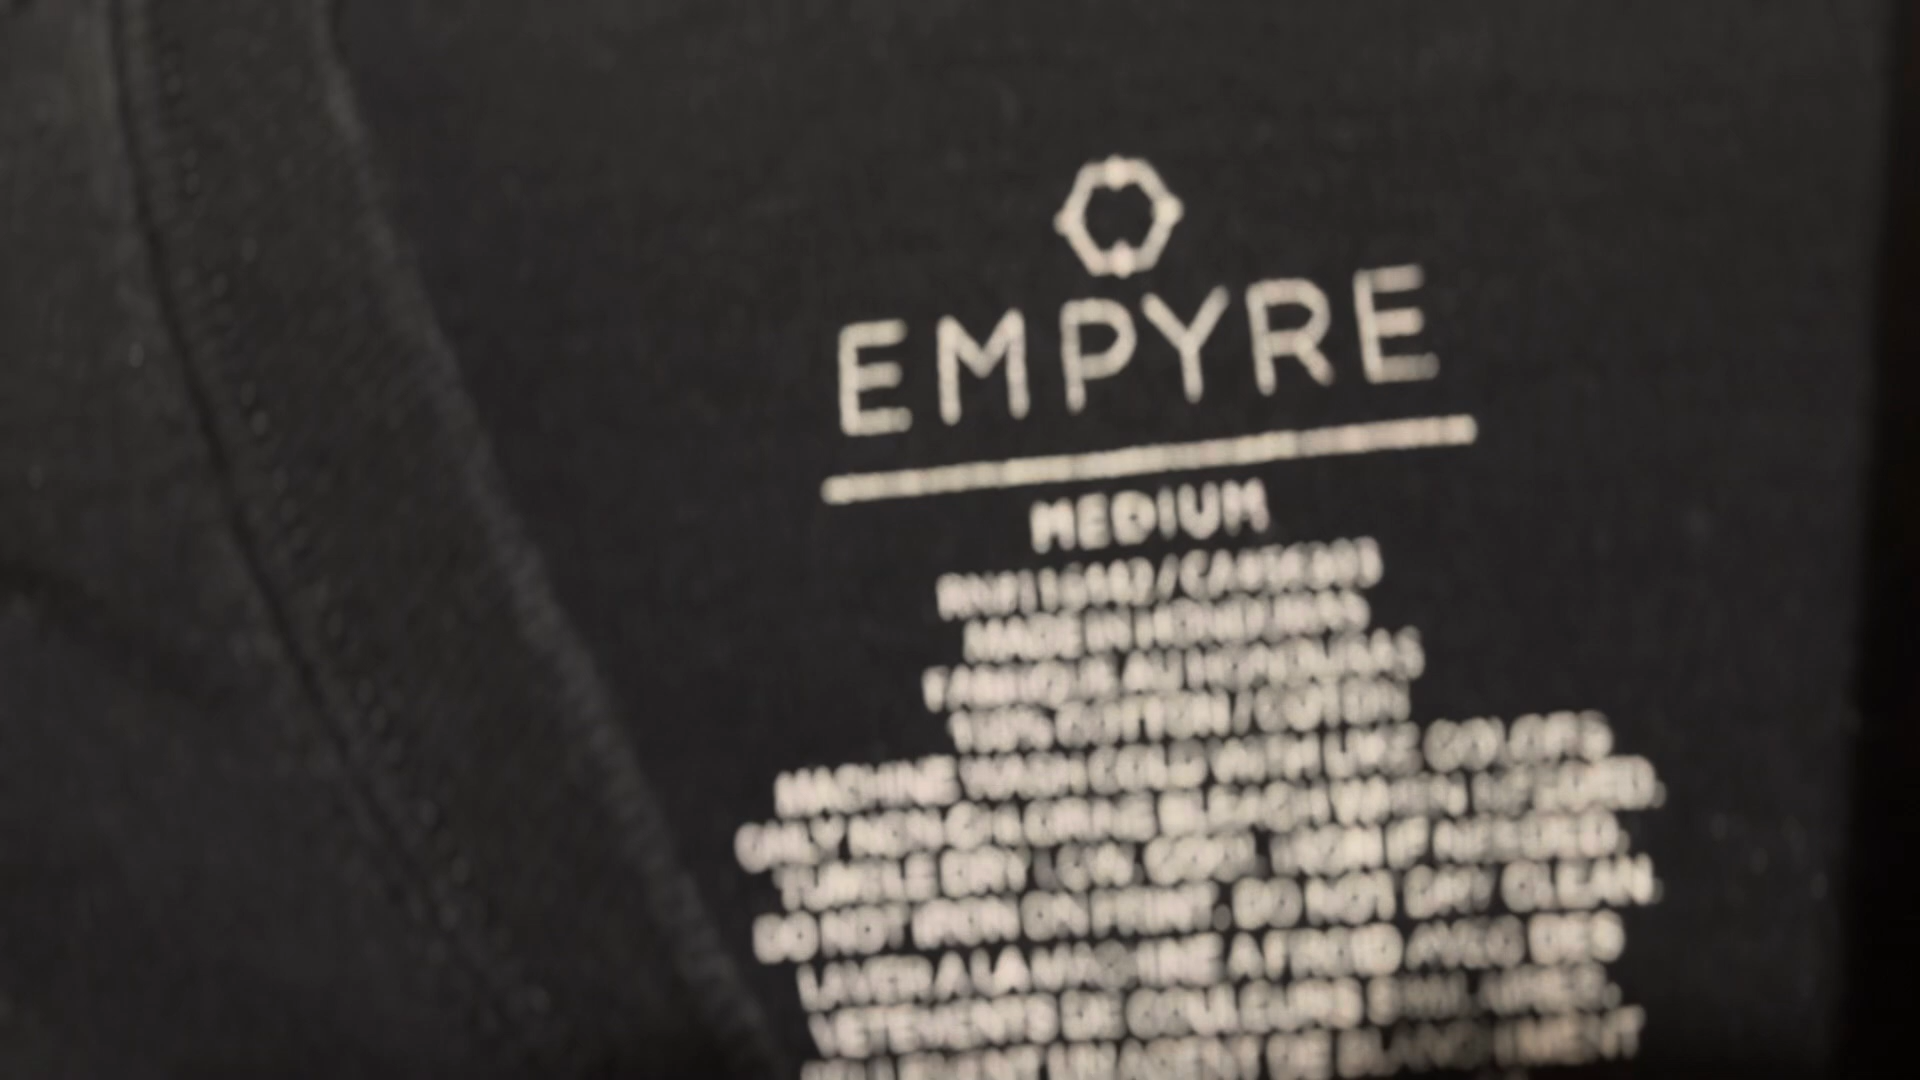 EMPYRE
MEDIUM
MADE IN HONDURAS
AU HONDURAS
100% COTTON/COTON
MACHINE WASH COLD WITH LIKE COLORS
ONLY NON CHLORINE BLEACH WHEN NEEDED.
TUMBLE DRY LOW. COOL IRON IF NEEDED.
DO NOT IRON ON PRINT. DO NOT DRY CLEAN.
LAVER A LA MACHINE A FROID AVEC DES
VETEMENTS DE COULEURS SIMILAIRES.